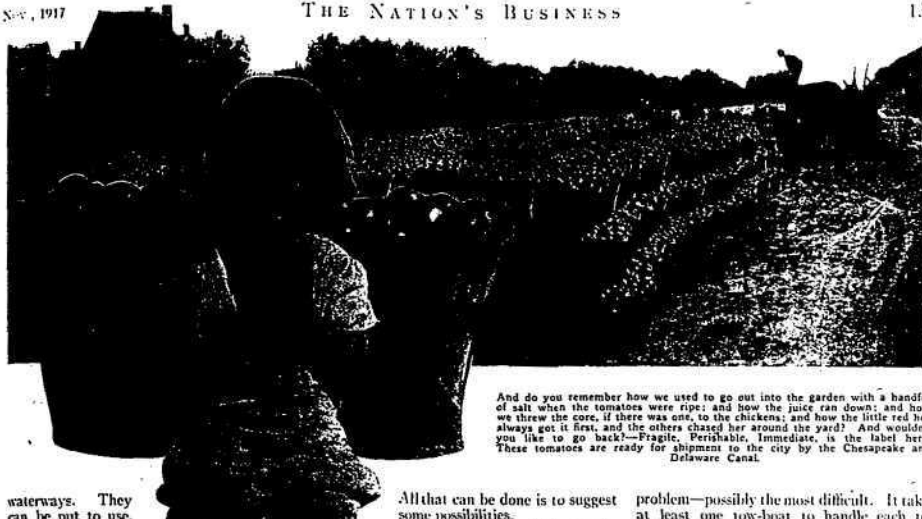 Nov, 1917
THE NATION'S BUSINESS
And do you remember how we used to go out into the garden with a handf
of salt when the tomatoes were ripe; and how the juice ran down; and ho
we threw the core, if there was one, to the chickens; and how the little red he
always got it first, and the others chased her around the yard? And wouldn
you like to go back?—Fragile, Perishable, Immediate, is the label her
These tomatoes are ready for shipment to the city by the Chesapeake an
Delaware Canal.
waterways. They
can be put to use.
All that can be done is to suggest
some possibilities.
problem—possibly the most difficult. It tak
at least one tow-boat to handle each